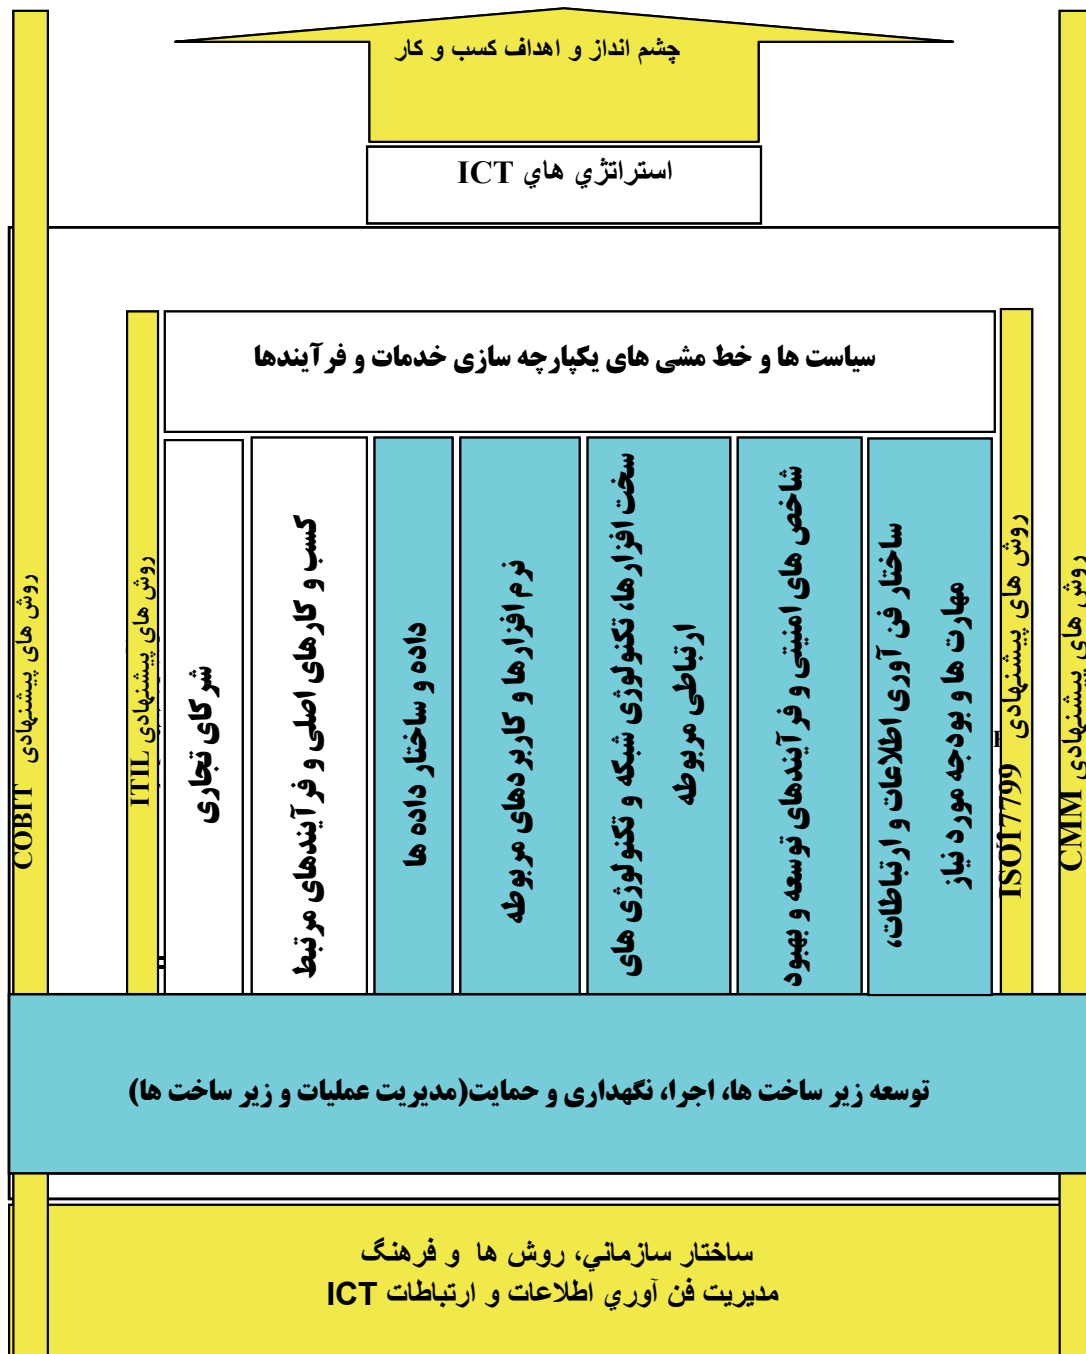 چشم انداز و اهداف کسب و کار
استراتژي هاي ICT
سیاست ها و خط مشی های یکپارچه سازی خدمات و فرآیندها
روش های پیشنهادی COBIT
روش های پیشنهادی ITIL
شرکای تجاری
کسب و کارهای اصلی و فرآیندهای مرتبط
داده و ساختار داده ها
نرم افزارها و کاربردهای مربوطه
سخت افزارها، تکنولوژی شبکه و تکنولوژی های
ارتباطی مربوطه
شاخص های امنیتی و فرآیندهای توسعه و بهبود
ساختار فن آوری اطلاعات و ارتباطات،
مهارت ها و بودجه مورد نیاز
روش های پیشنهادی ISO17799
روش های پیشنهادی CMM
توسعه زیر ساخت ها، اجرا، نگهداری و حمایت(مدیریت عملیات و زیر ساخت ها)
ساختار سازماني، روش ها و فرهنگ
مديريت فن آوري اطلاعات و ارتباطات ICT